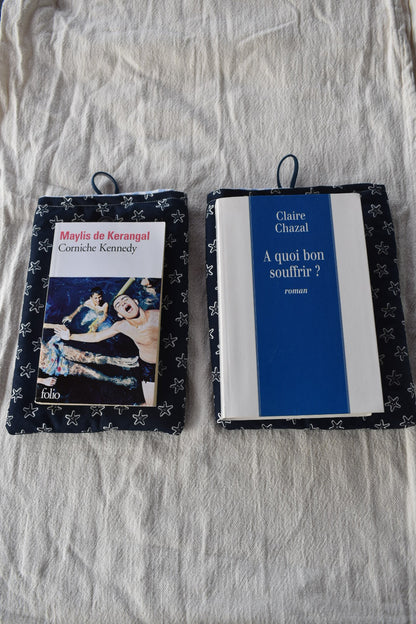 Maylis de Kerangal
Corniche Kennedy
folio
Claire
Chazal
A quoi bon
souffrir ?
roman